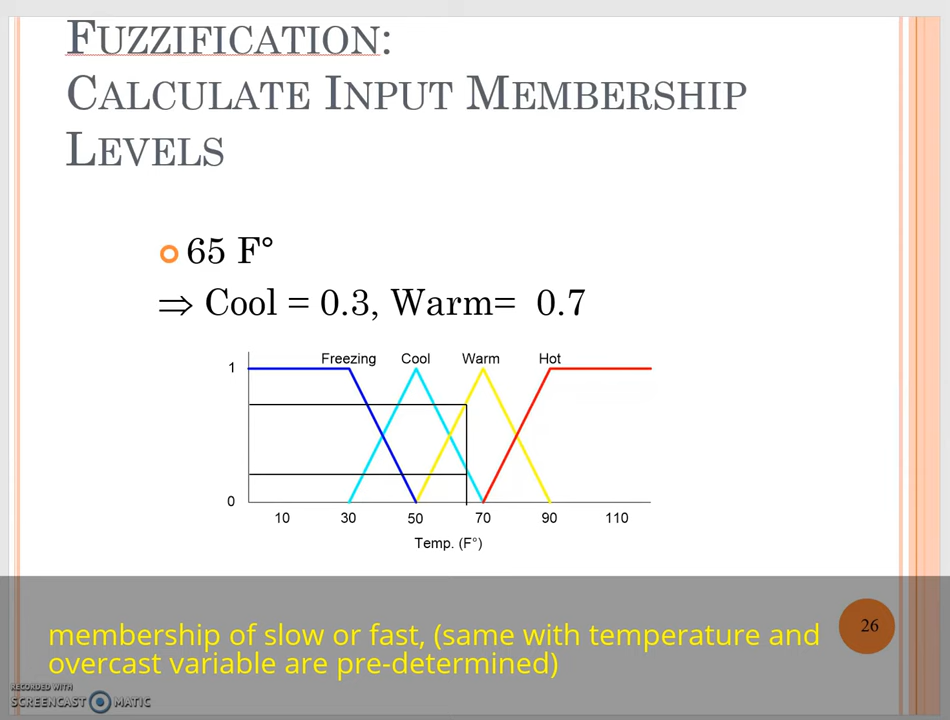 FUZZIFICATION:
CALCULATE INPUT MEMBERSHIP
LEVELS
65 F°
⇒ Cool = 0.3, Warm= 0.7
Freezing Cool Warm Hot
1
0
10 30 50 70 90 110
Temp. (F°)
26
membership of slow or fast, (same with temperature and
overcast variable are pre-determined)
RECORDED WITH
SCREENCAST MATIC